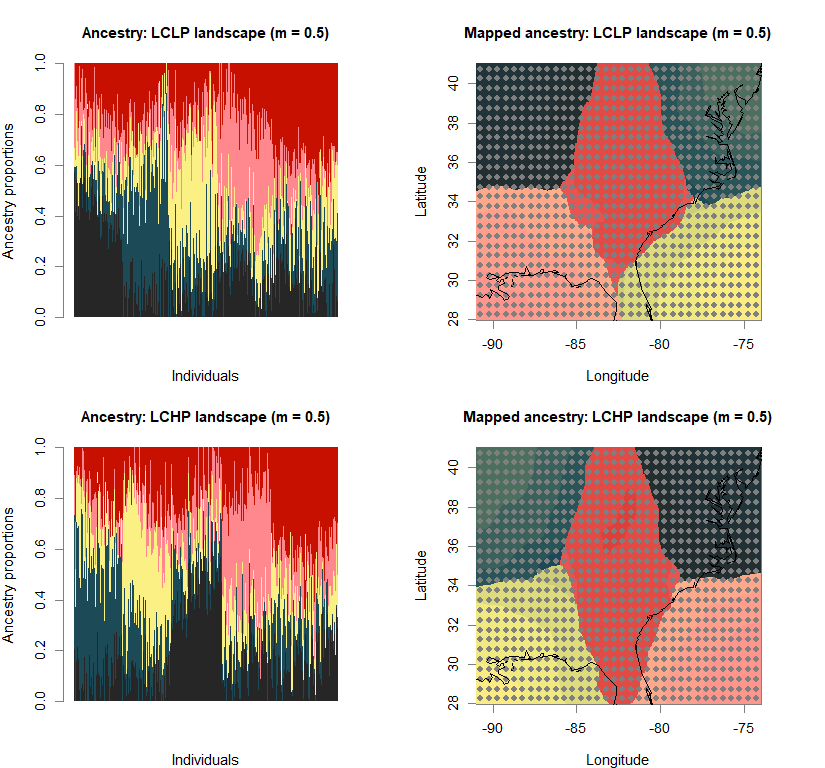 Ancestry: LCLP landscape (m = 0.5)
Ancestry proportions
0.0 0.2 0.4 0.6 0.8 1.0
Individuals
Mapped ancestry: LCLP landscape (m = 0.5)
Latitude
28 30 32 34 36 38 40
-90 -85 -80 -75
Longitude
Ancestry: LCHP landscape (m = 0.5)
Ancestry proportions
0.0 0.2 0.4 0.6 0.8 1.0
Individuals
Mapped ancestry: LCHP landscape (m = 0.5)
Latitude
28 30 32 34 36 38 40
-90 -85 -80 -75
Longitude